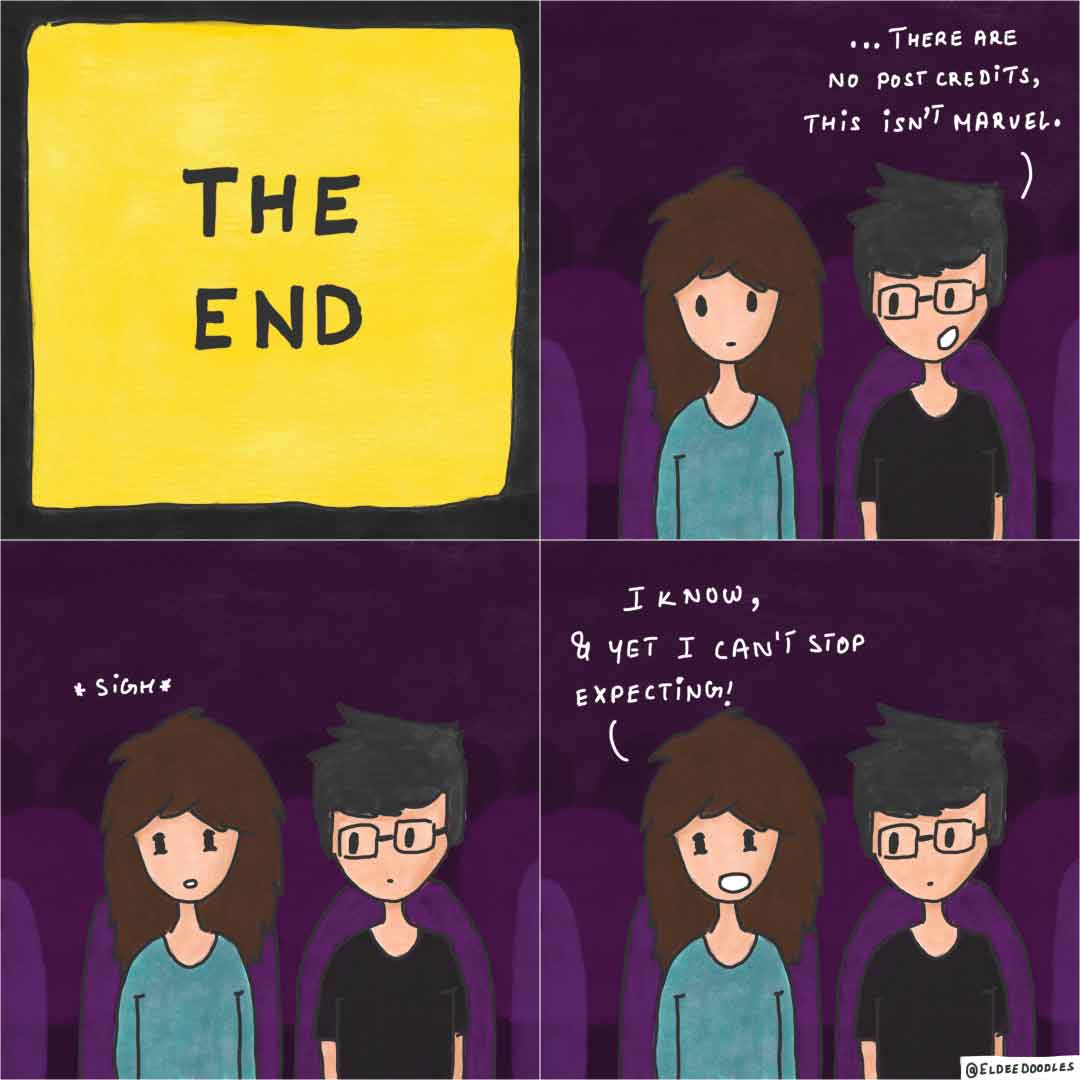 THE
END
... THERE ARE
NO POST CREDITS,
THIS ISN'T MARVEL.
* SIGH *
I KNOW,
& YET I CAN'T STOP
EXPECTING!
@ELDEEDOODLES